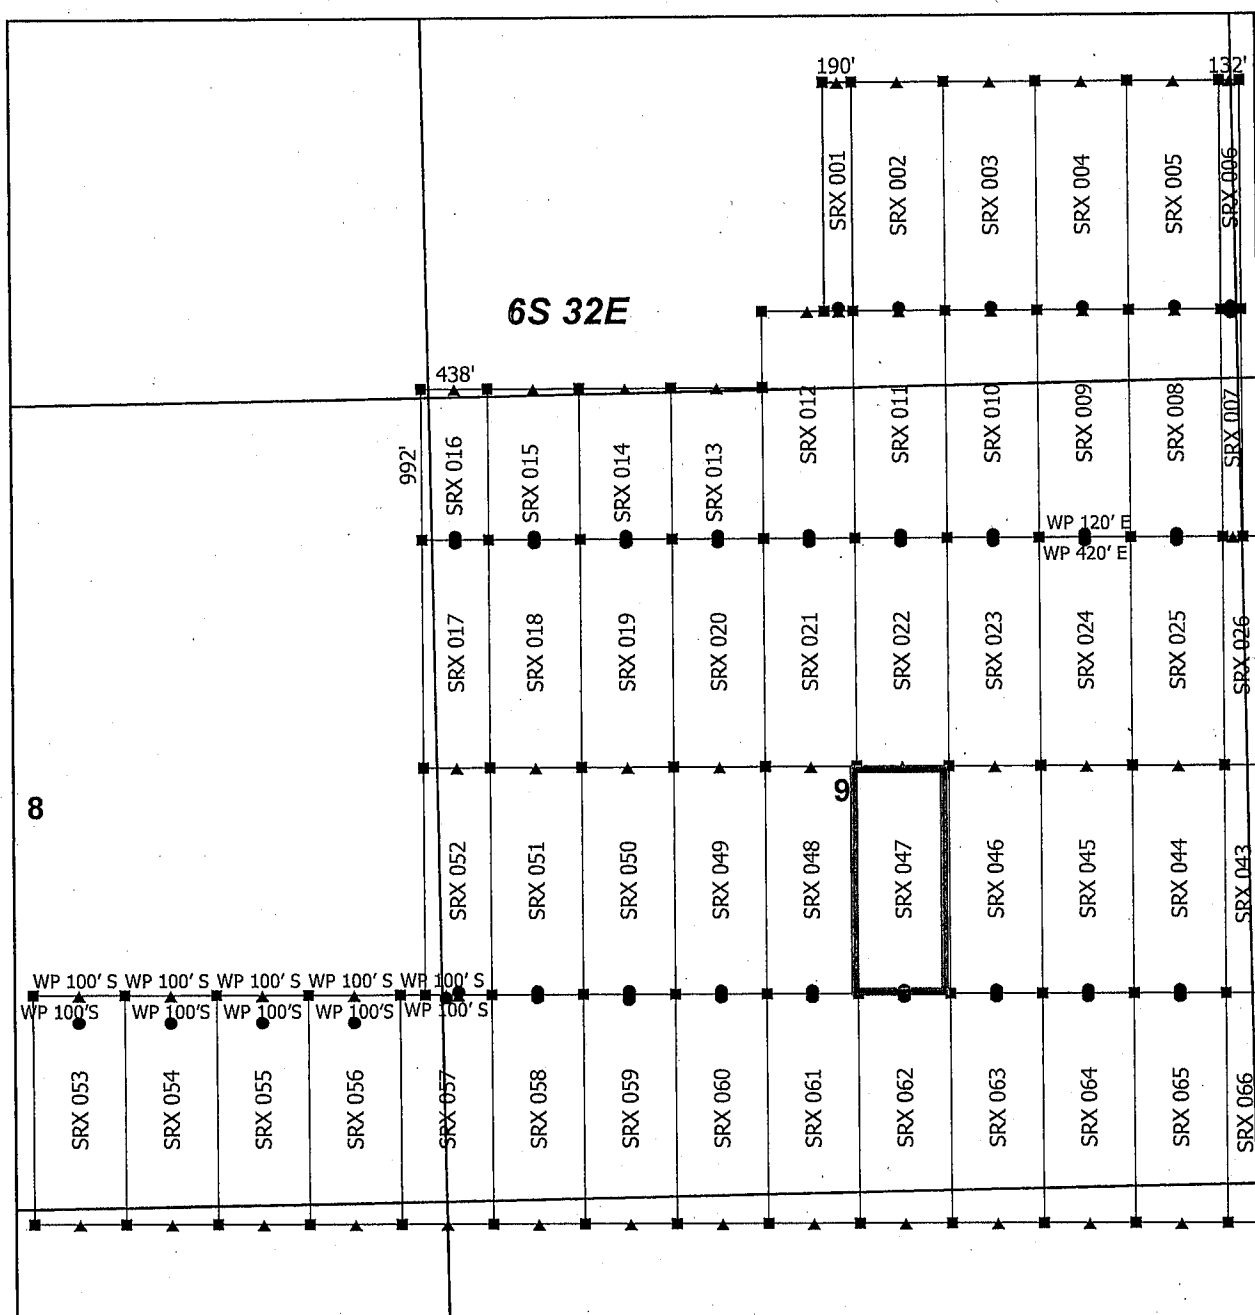 190'
132'
SRX 001
SRX 002
SRX 003
SRX 004
SRX 005
SRX 006
6S 32E
438'
992'
SRX 016
SRX 015
SRX 014
SRX 013
SRX 012
SRX 011
SRX 010
SRX 009
SRX 008
SRX 007
WP 120' E
WP 420' E
SRX 017
SRX 018
SRX 019
SRX 020
SRX 021
SRX 022
SRX 023
SRX 024
SRX 025
SRX 026
8
9
SRX 052
SRX 051
SRX 050
SRX 049
SRX 048
SRX 047
SRX 046
SRX 045
SRX 044
SRX 043
WP 100' S
WP 100' S
WP 100' S
WP 100' S
WP 100' S
WP 100'S
WP 100'S
WP 100'S
WP 100'S
WP 100' S
SRX 053
SRX 054
SRX 055
SRX 056
SRX 057
SRX 058
SRX 059
SRX 060
SRX 061
SRX 062
SRX 063
SRX 064
SRX 065
SRX 066